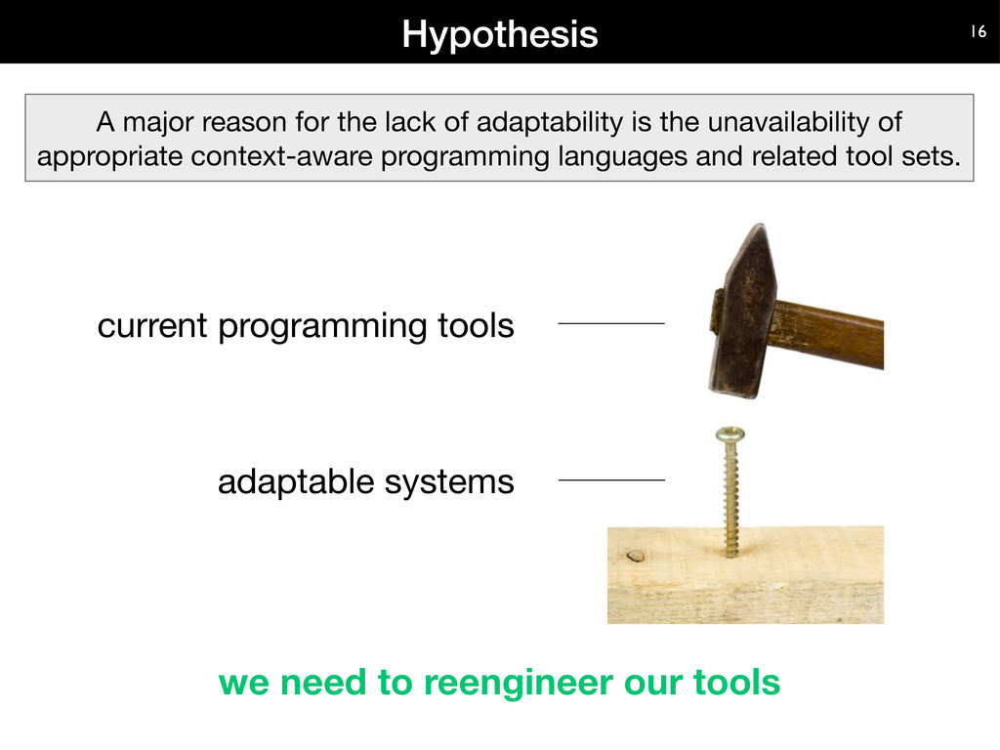 Hypothesis
16
A major reason for the lack of adaptability is the unavailability of
appropriate context-aware programming languages and related tool sets.
current programming tools
adaptable systems
we need to reengineer our tools